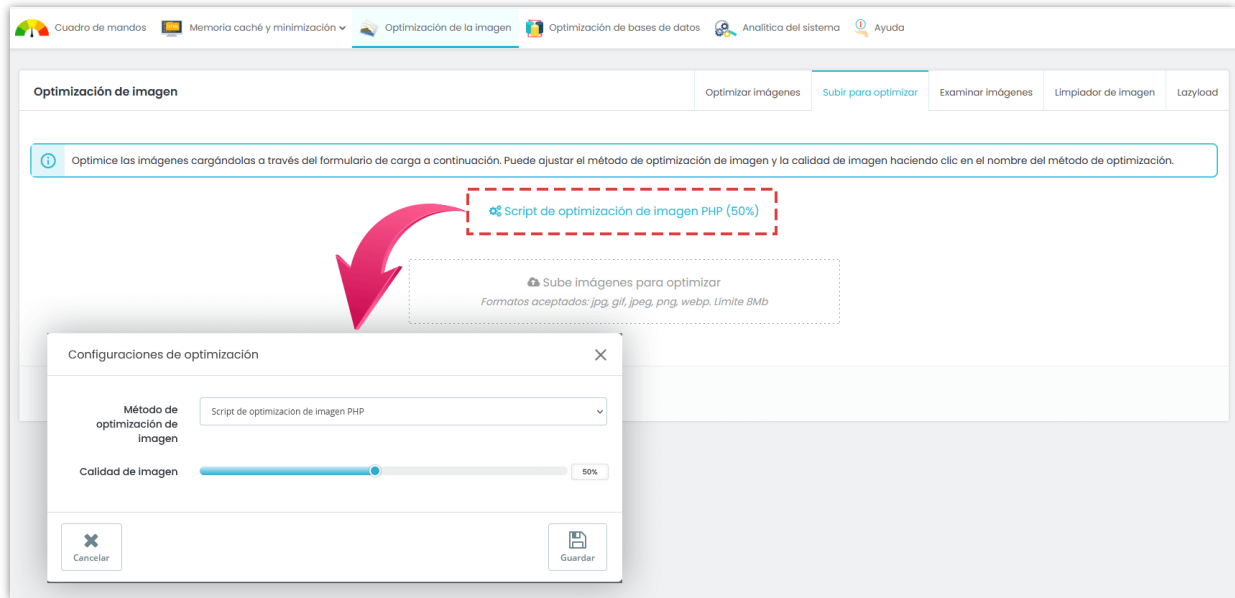 Cuadro de mandos
Memoria caché y minimización
Optimización de la imagen
Optimización de bases de datos
Analítica del sistema
Ayuda
Optimización de imagen
Optimizar imágenes
Subir para optimizar
Examinar imágenes
Limpiador de imagen
Lazyload
Optimice las imágenes cargándolas a través del formulario de carga a continuación. Puede ajustar el método de optimización de imagen y la calidad de imagen haciendo clic en el nombre del método de optimización.
Script de optimización de imagen PHP (50%)
Sube imágenes para optimizar
Formatos aceptados: jpg, gif, jpeg, png, webp. Límite 8Mb
Configuraciones de optimización
Método de
optimización de
imagen
Script de optimización de imagen PHP
Calidad de imagen
50%
Cancelar
Guardar